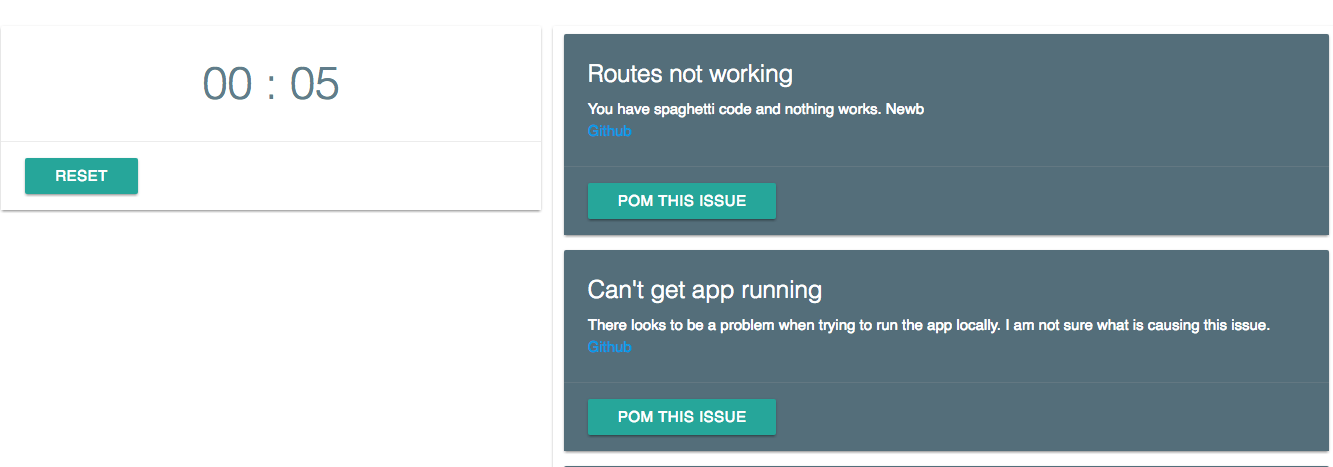 00 : 05
RESET
Routes not working
You have spaghetti code and nothing works. Newb
Github
POM THIS ISSUE
Can't get app running
There looks to be a problem when trying to run the app locally. I am not sure what is causing this issue.
Github
POM THIS ISSUE